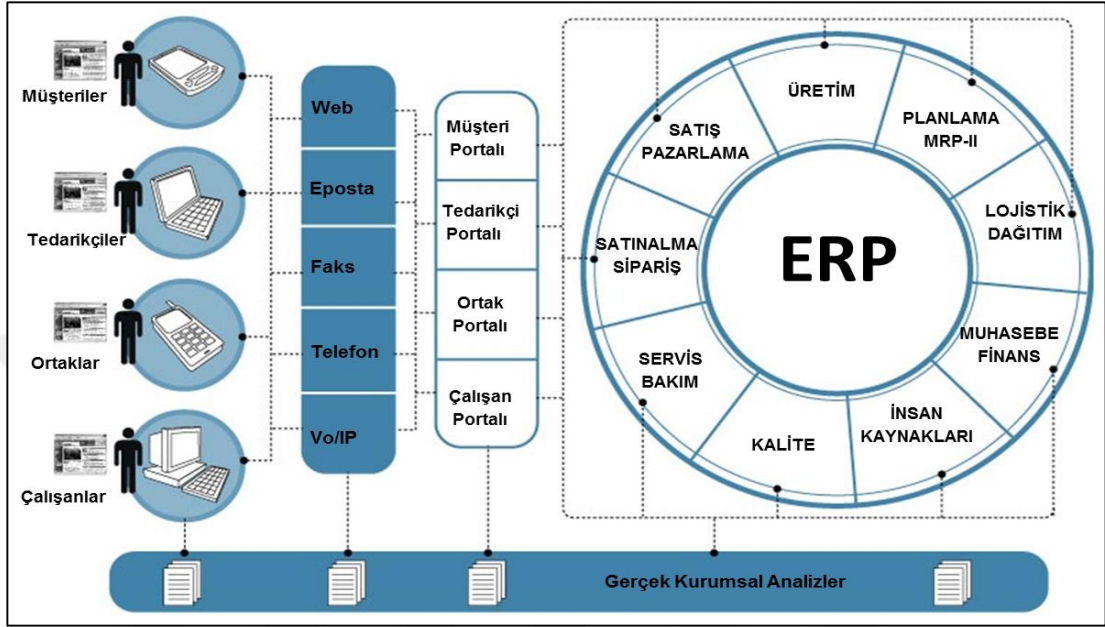 Müşteriler
Tedarikçiler
Ortaklar
Çalışanlar
Web
Eposta
Faks
Telefon
Vo/IP
Müşteri
Portalı
Tedarikçi
Portalı
Ortak
Portalı
Çalışan
Portalı
ÜRETİM
PLANLAMA
MRP-II
LOJİSTİK
DAĞITIM
MUHASEBE
FİNANS
İNSAN
KAYNAKLARI
KALİTE
SERVİS
BAKIM
SATINALMA
SİPARİŞ
SATIŞ
PAZARLAMA
ERP
Gerçek Kurumsal Analizler